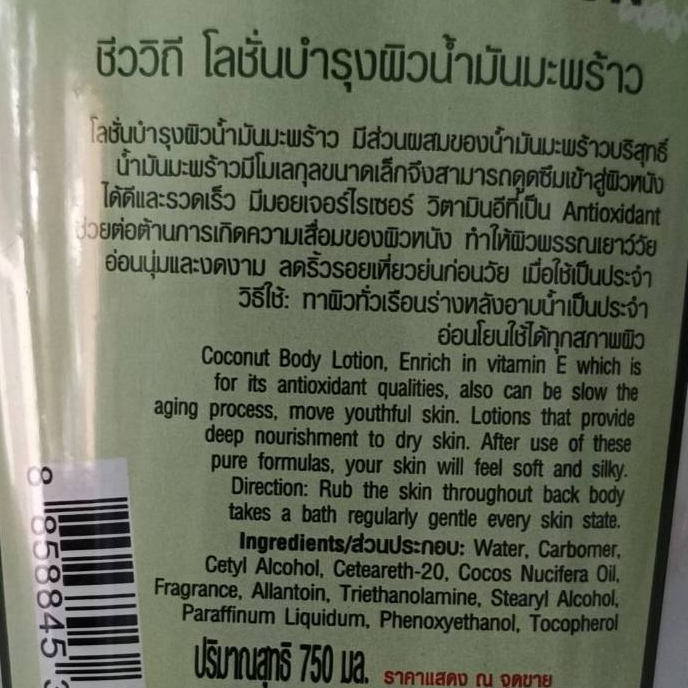 ชีววิถี โลชั่นบำรุงผิวน้ำมันมะพร้าว
โลชั่นบำรุงผิวน้ำมันมะพร้าว มีส่วนผสมของน้ำมันมะพร้าวบริสุทธิ์
น้ำมันมะพร้าวมีโมเลกุลขนาดเล็กจึงสามารถดูดซึมเข้าสู่ผิวหนัง
ได้ดีและรวดเร็ว มีมอยเจอร์ไรเซอร์ วิตามินอีที่เป็น Antioxidant
ช่วยต่อต้านการเกิดความเสื่อมของผิวหนัง ทำให้ผิวพรรณเยาว์วัย
อ่อนนุ่มและงดงาม ลดริ้วรอยเหี่ยวย่นก่อนวัย เมื่อใช้เป็นประจำ
วิธีใช้: ทาผิวทั่วเรือนร่างหลังอาบน้ำเป็นประจำ
อ่อนโยนใช้ได้ทุกสภาพผิว
Coconut Body Lotion, Enrich in vitamin E which is
for its antioxidant qualities, also can be slow the
aging process, move youthful skin. Lotions that provide
deep nourishment to dry skin. After use of these
pure formulas, your skin will feel soft and silky.
Direction: Rub the skin throughout back body
takes a bath regularly gentle every skin state.
Ingredients/ส่วนประกอบ: Water, Carbomer,
Cetyl Alcohol, Ceteareth-20, Cocos Nucifera Oil,
Fragrance, Allantoin, Triethanolamine, Stearyl Alcohol,
Paraffinum Liquidum, Phenoxyethanol, Tocopherol
ปริมาณสุทธิ 750 มล. ราคาแสดง ณ จุดขาย
8 858845